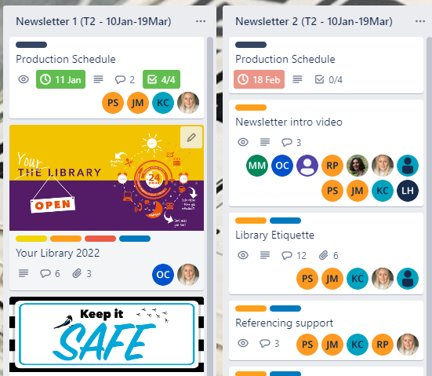 Newsletter 1 (T2 - 10Jan-19Mar)
Production Schedule
11 Jan 2 4/4
PS JM KC
Your
THE LIBRARY
OPEN
24
Your Library 2022
6 3 OC
Keep it
SAFE
Newsletter 2 (T2 - 10Jan-19Mar)
Production Schedule
18 Feb 0/4
Newsletter intro video
3
MM OC RP
PS JM KC LH
Library Etiquette
12 6
PS JM KC
Referencing support
3 PS JM KC RP